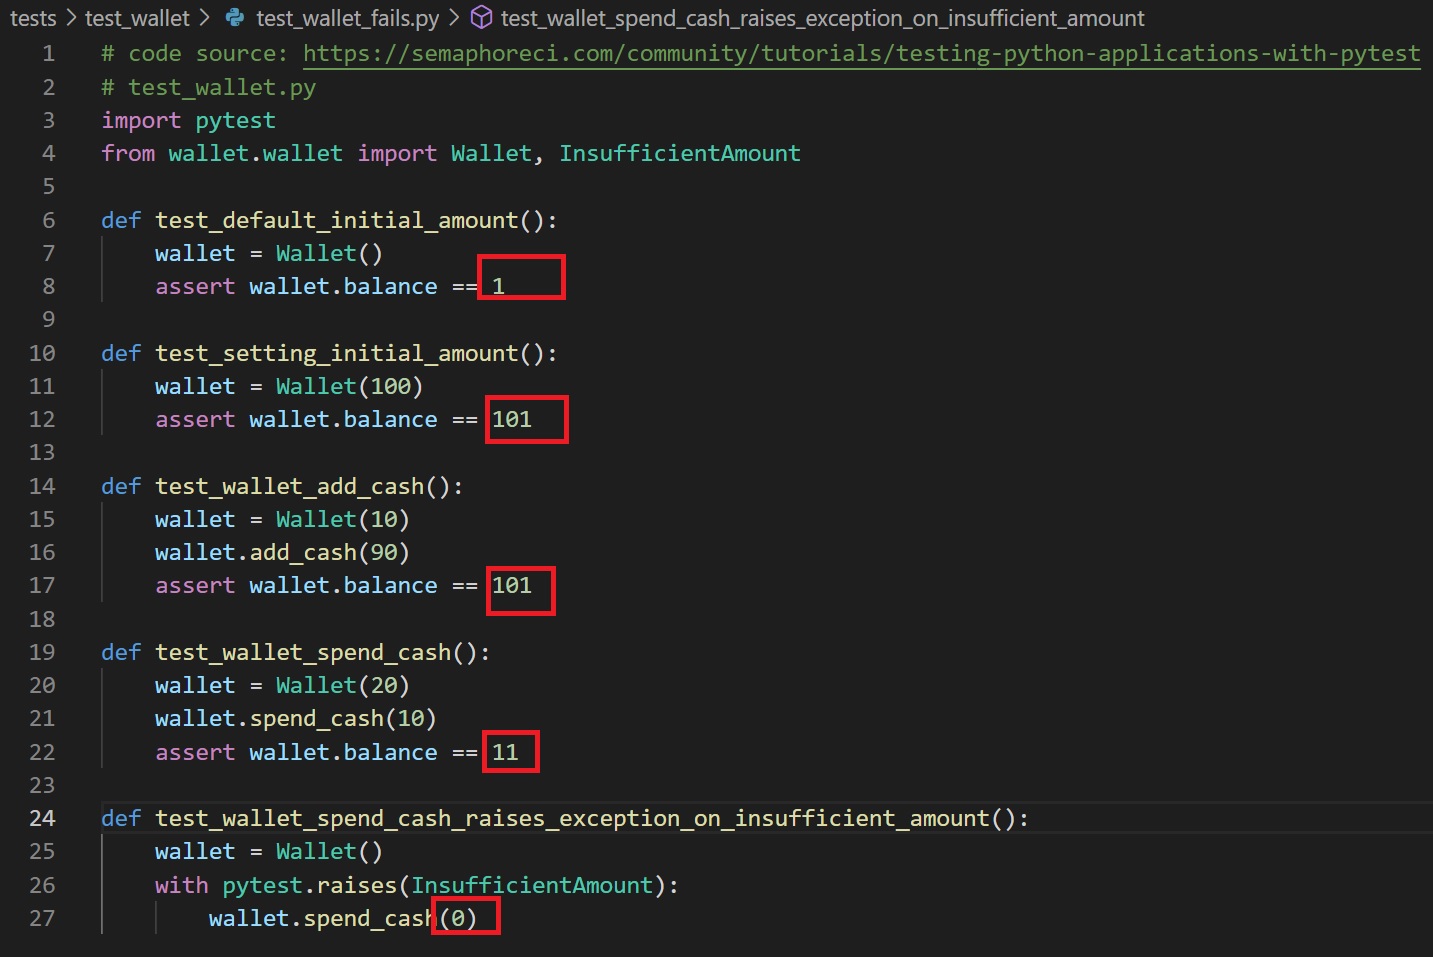 tests > test_wallet > test_wallet_fails.py > test_wallet_spend_cash_raises_exception_on_insufficient_amount
1 # code source: https://semaphoreci.com/community/tutorials/testing-python-applications-with-pytest
2 # test_wallet.py
3 import pytest
4 from wallet.wallet import Wallet, InsufficientAmount
5
6 def test_default_initial_amount():
7     wallet = Wallet()
8     assert wallet.balance == 1
9
10 def test_setting_initial_amount():
11     wallet = Wallet(100)
12     assert wallet.balance == 101
13
14 def test_wallet_add_cash():
15     wallet = Wallet(10)
16     wallet.add_cash(90)
17     assert wallet.balance == 101
18
19 def test_wallet_spend_cash():
20     wallet = Wallet(20)
21     wallet.spend_cash(10)
22     assert wallet.balance == 11
23
24 def test_wallet_spend_cash_raises_exception_on_insufficient_amount():
25     wallet = Wallet()
26     with pytest.raises(InsufficientAmount):
27         wallet.spend_cash(0)